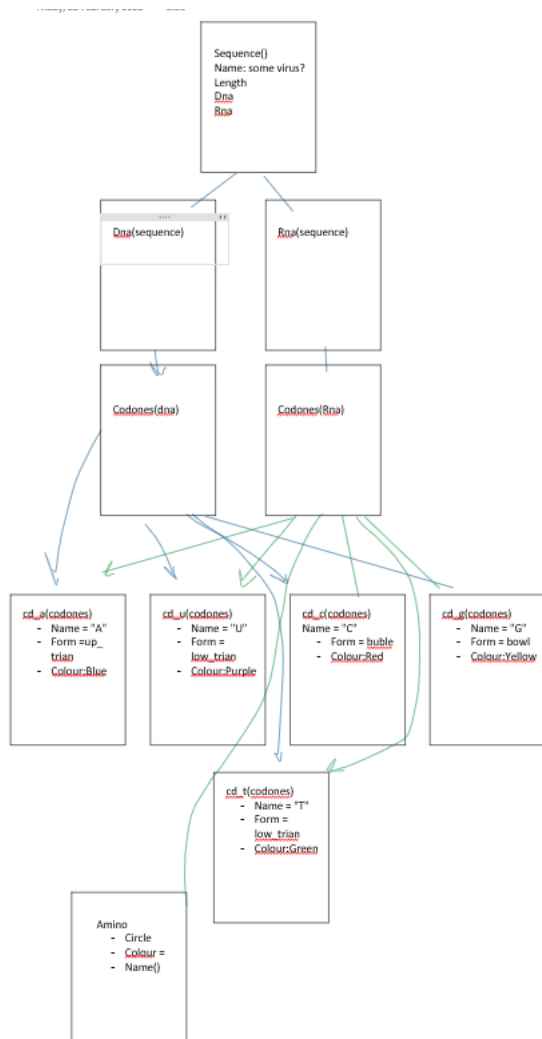 Sequence()
Name: some virus?
Length
Dna
Rna
Dna(sequence)
Rna(sequence)
Codones(dna)
Codones(Rna)
cd_a(codones)
- Name = "A"
- Form =up_
trian
- Colour:Blue
cd_u(codones)
- Name = "U"
- Form =
low_trian
- Colour:Purple
cd_c(codones)
Name = "C"
- Form = buble
- Colour:Red
cd_g(codones)
- Name = "G"
- Form = bowl
- Colour:Yellow
cd_t(codones)
- Name = "T"
- Form =
low_trian
- Colour:Green
Amino
- Circle
- Colour =
- Name()